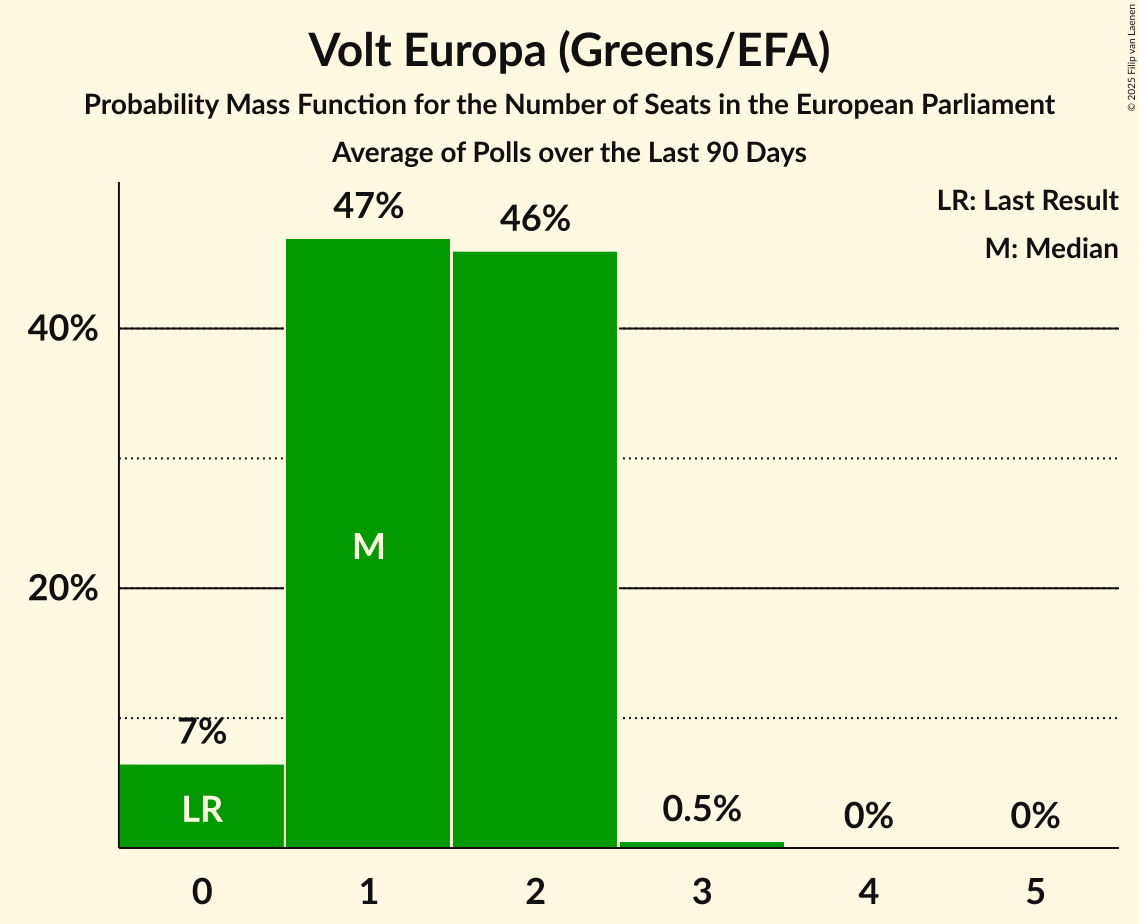 Volt Europa (Greens/EFA)
Probability Mass Function for the Number of Seats in the European Parliament
Average of Polls over the Last 90 Days
© 2025 Filip van Laenen
LR: Last Result
M: Median
47%
46%
40%
M
20%
7%
LR
0.5%
0%
0%
0 1 2 3 4 5